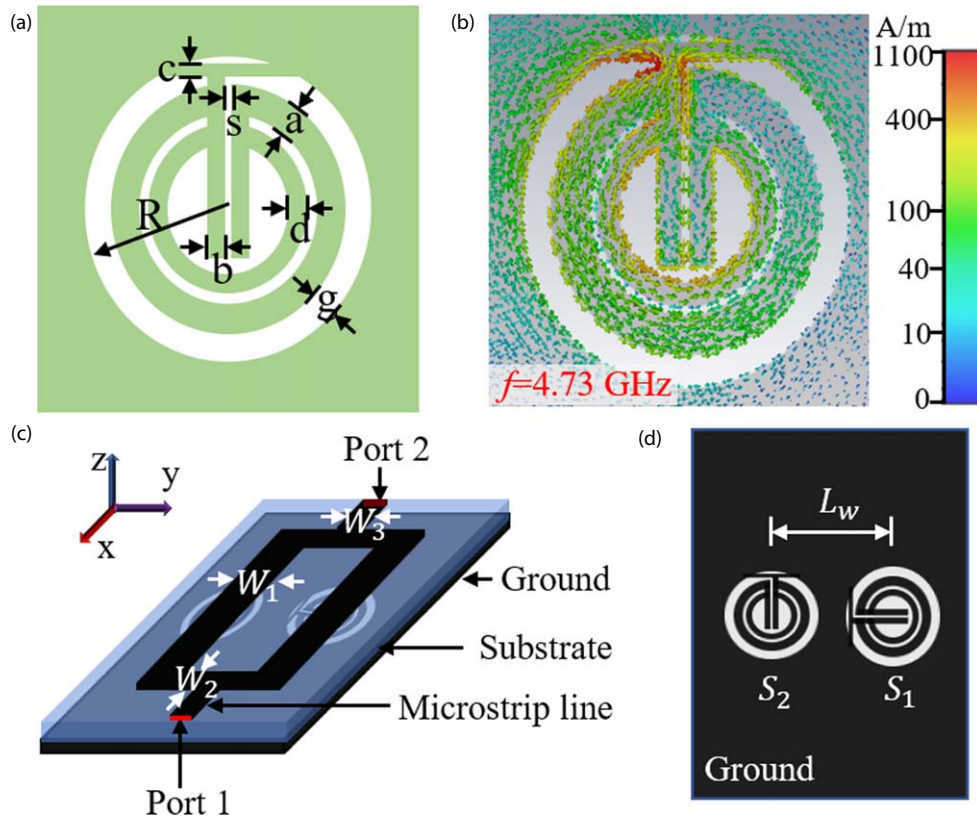 (a)
c
s
a
R
d
b
g
(b)
A/m
1100
400
100
40
10
0
f=4.73 GHz
(c)
z
y
x
Port 2
W3
W1
Ground
Substrate
W2
Microstrip line
Port 1
(d)
Lw
S2
S1
Ground